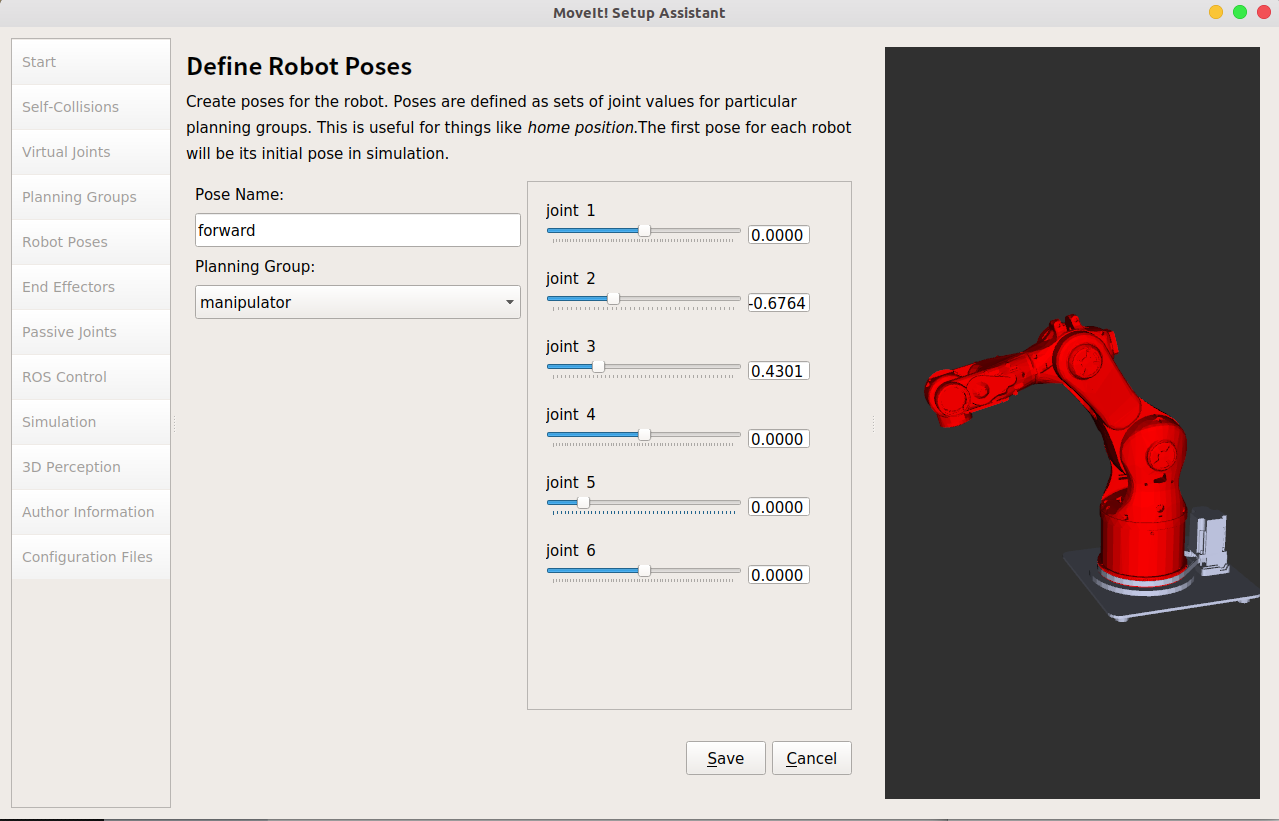 MoveIt! Setup Assistant
Start
Self-Collisions
Virtual Joints
Planning Groups
Robot Poses
End Effectors
Passive Joints
ROS Control
Simulation
3D Perception
Author Information
Configuration Files
Define Robot Poses
Create poses for the robot. Poses are defined as sets of joint values for particular
planning groups. This is useful for things like home position.The first pose for each robot
will be its initial pose in simulation.
Pose Name:
forward
Planning Group:
manipulator
joint 1
0.0000
joint 2
-0.6764
joint 3
0.4301
joint 4
0.0000
joint 5
0.0000
joint 6
0.0000
Save
Cancel